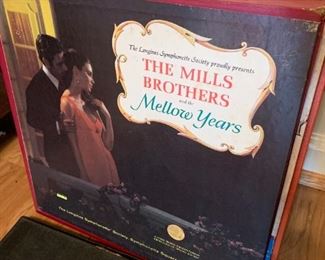 The Longines Symphonette Society proudly presents
THE MILLS
BROTHERS
and the
Mellow Years
The Longines Symphonette Society